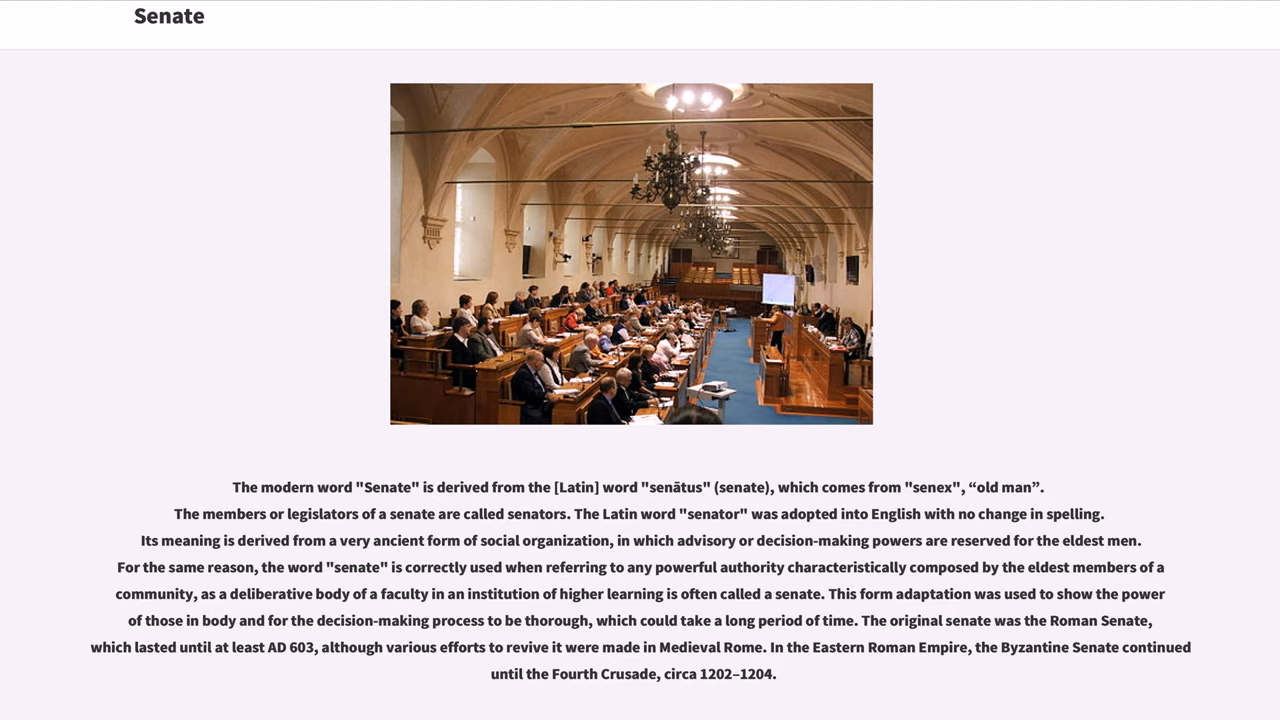 Senate
The modern word "Senate" is derived from the [Latin] word "senātus" (senate), which comes from "senex", “old man”.
The members or legislators of a senate are called senators. The Latin word "senator" was adopted into English with no change in spelling.
Its meaning is derived from a very ancient form of social organization, in which advisory or decision-making powers are reserved for the eldest men.
For the same reason, the word "senate" is correctly used when referring to any powerful authority characteristically composed by the eldest members of a
community, as a deliberative body of a faculty in an institution of higher learning is often called a senate. This form adaptation was used to show the power
of those in body and for the decision-making process to be thorough, which could take a long period of time. The original senate was the Roman Senate,
which lasted until at least AD 603, although various efforts to revive it were made in Medieval Rome. In the Eastern Roman Empire, the Byzantine Senate continued
until the Fourth Crusade, circa 1202–1204.